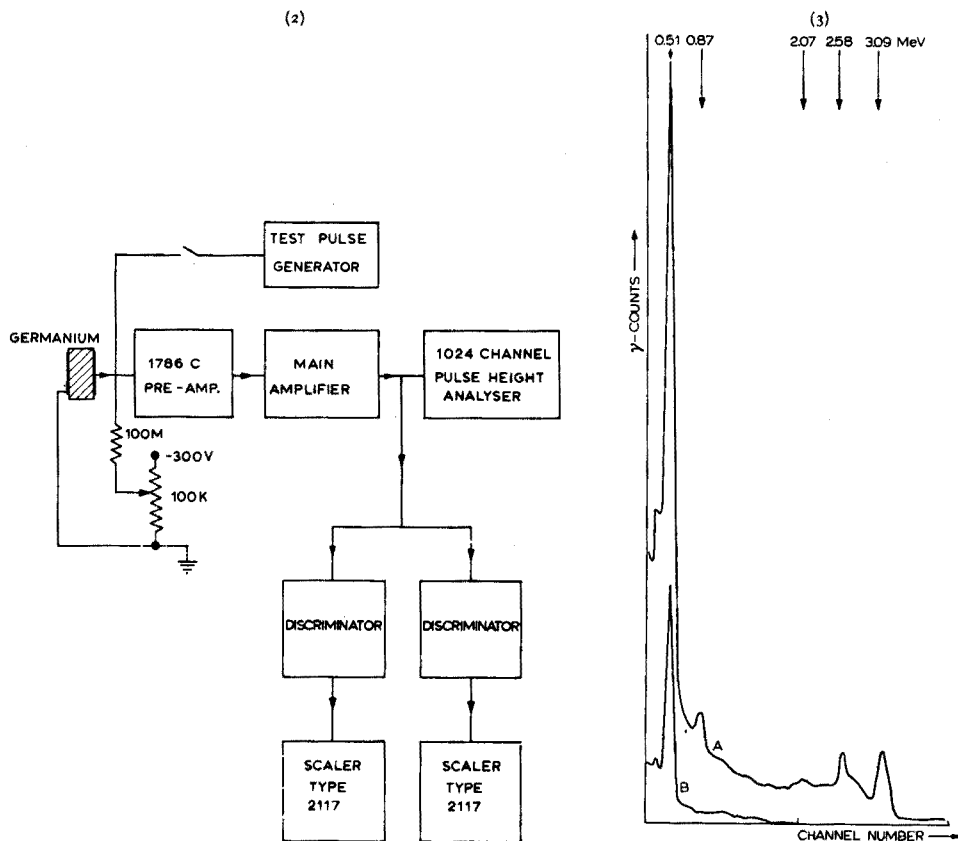 (2)
TEST PULSE
GENERATOR
GERMANIUM
1786 C
PRE-AMP.
MAIN
AMPLIFIER
1024 CHANNEL
PULSE HEIGHT
ANALYSER
100M
-300V
100K
DISCRIMINATOR
DISCRIMINATOR
SCALER
TYPE
2117
SCALER
TYPE
2117
(3)
0.51 0.87 2.07 2.58 3.09 MeV
γ-COUNTS
A
B
CHANNEL NUMBER